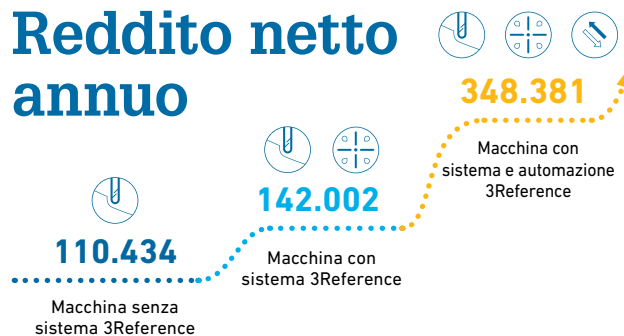 Reddito netto
annuo
110.434
Macchina senza
sistema 3Reference
142.002
Macchina con
sistema 3Reference
348.381
Macchina con
sistema e automazione
3Reference